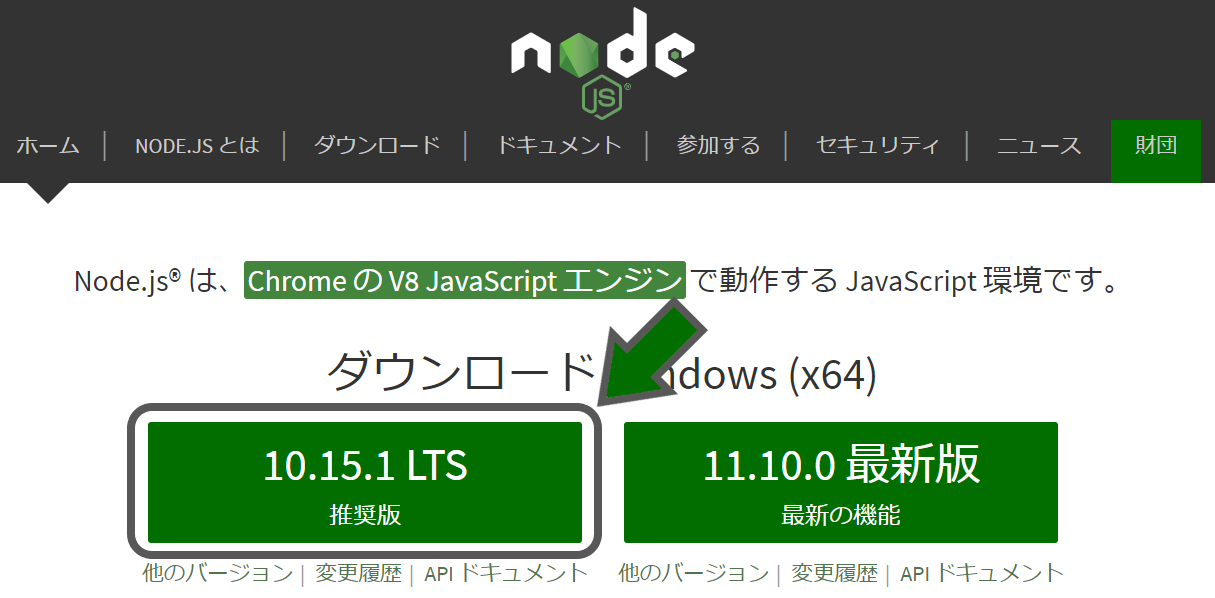 node
JS®
ホーム | NODE.JS とは | ダウンロード | ドキュメント | 参加する | セキュリティ | ニュース 財団
Node.js® は、Chrome の V8 JavaScript エンジン で動作する JavaScript 環境です。
ダウンロード ndows (x64)
10.15.1 LTS
推奨版
11.10.0 最新版
最新の機能
他のバージョン | 変更履歴 | API ドキュメント
他のバージョン | 変更履歴 | API ドキュメント